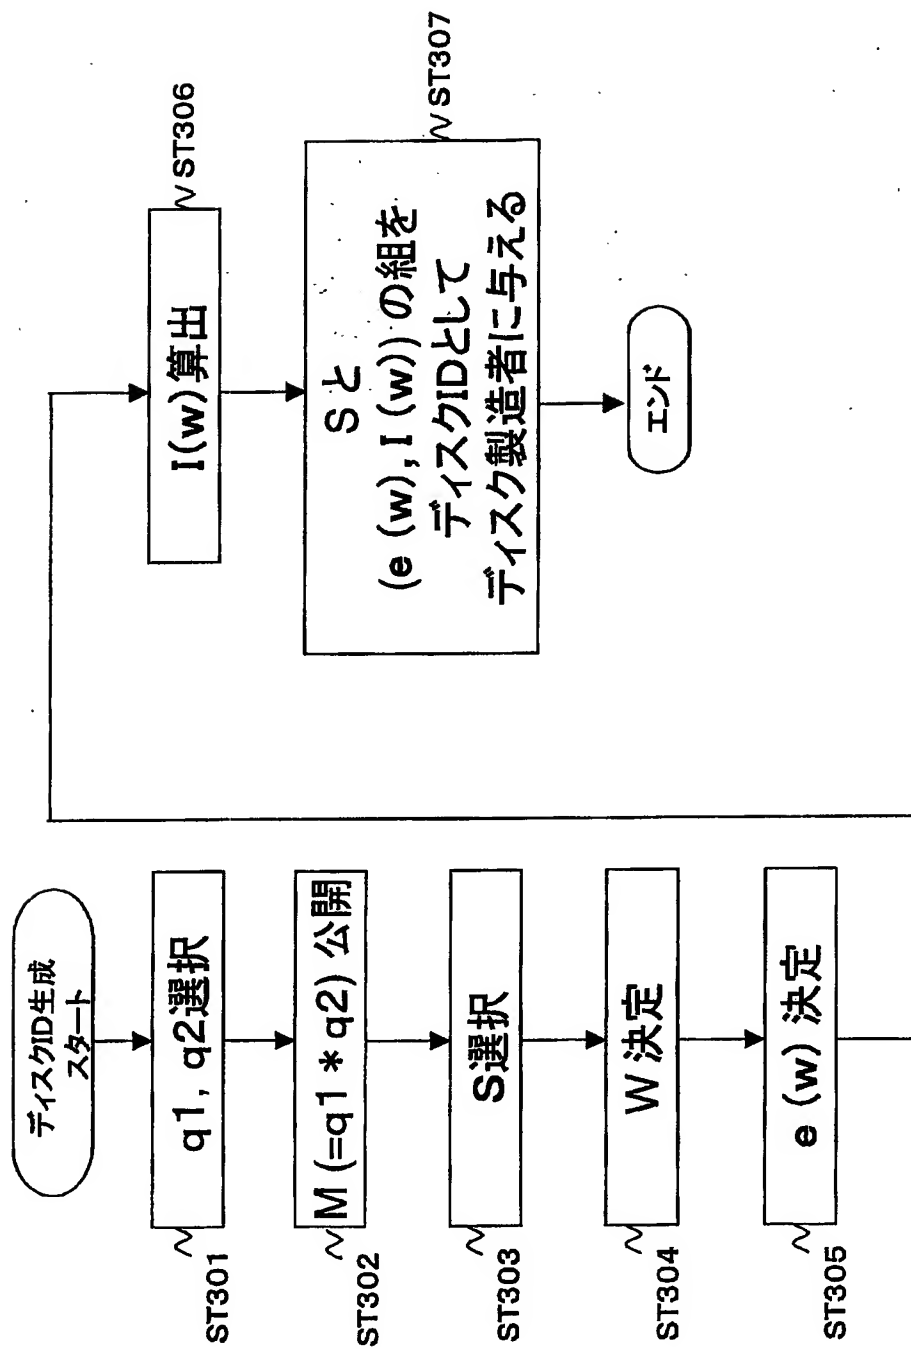 ディスクID生成
スタート
q1, q2選択
ST301
M (=q1 * q2) 公開
ST302
S選択
ST303
W 決定
ST304
e (w) 決定
ST305
I(w) 算出
ST306
S と
(e (w), I (w)) の組を
ディスクIDとして
ディスク製造者に与える
ST307
エンド